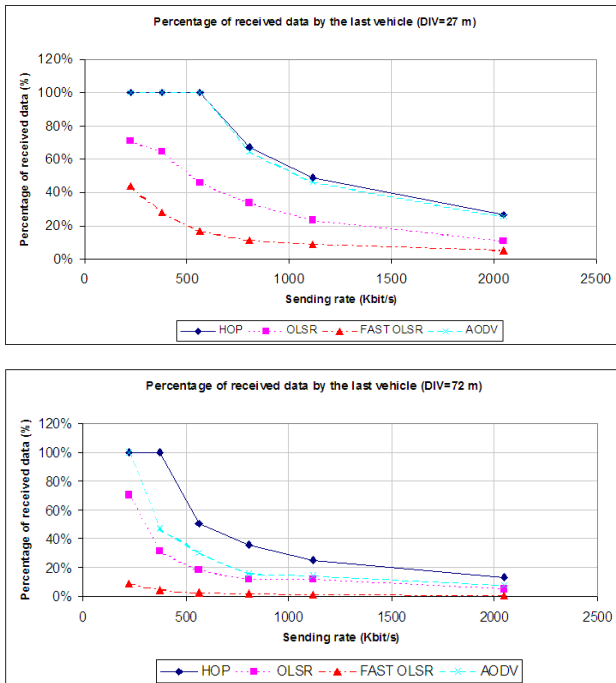 Percentage of received data by the last vehicle (DIV=27 m)
Percentage of received data (%)
120%
100%
80%
60%
40%
20%
0%
0 500 1000 1500 2000 2500
Sending rate (Kbit/s)
HOP OLSR FAST OLSR AODV
Percentage of received data by the last vehicle (DIV=72 m)
Percentage of received data (%)
120%
100%
80%
60%
40%
20%
0%
0 500 1000 1500 2000 2500
Sending rate (Kbit/s)
HOP OLSR FAST OLSR AODV